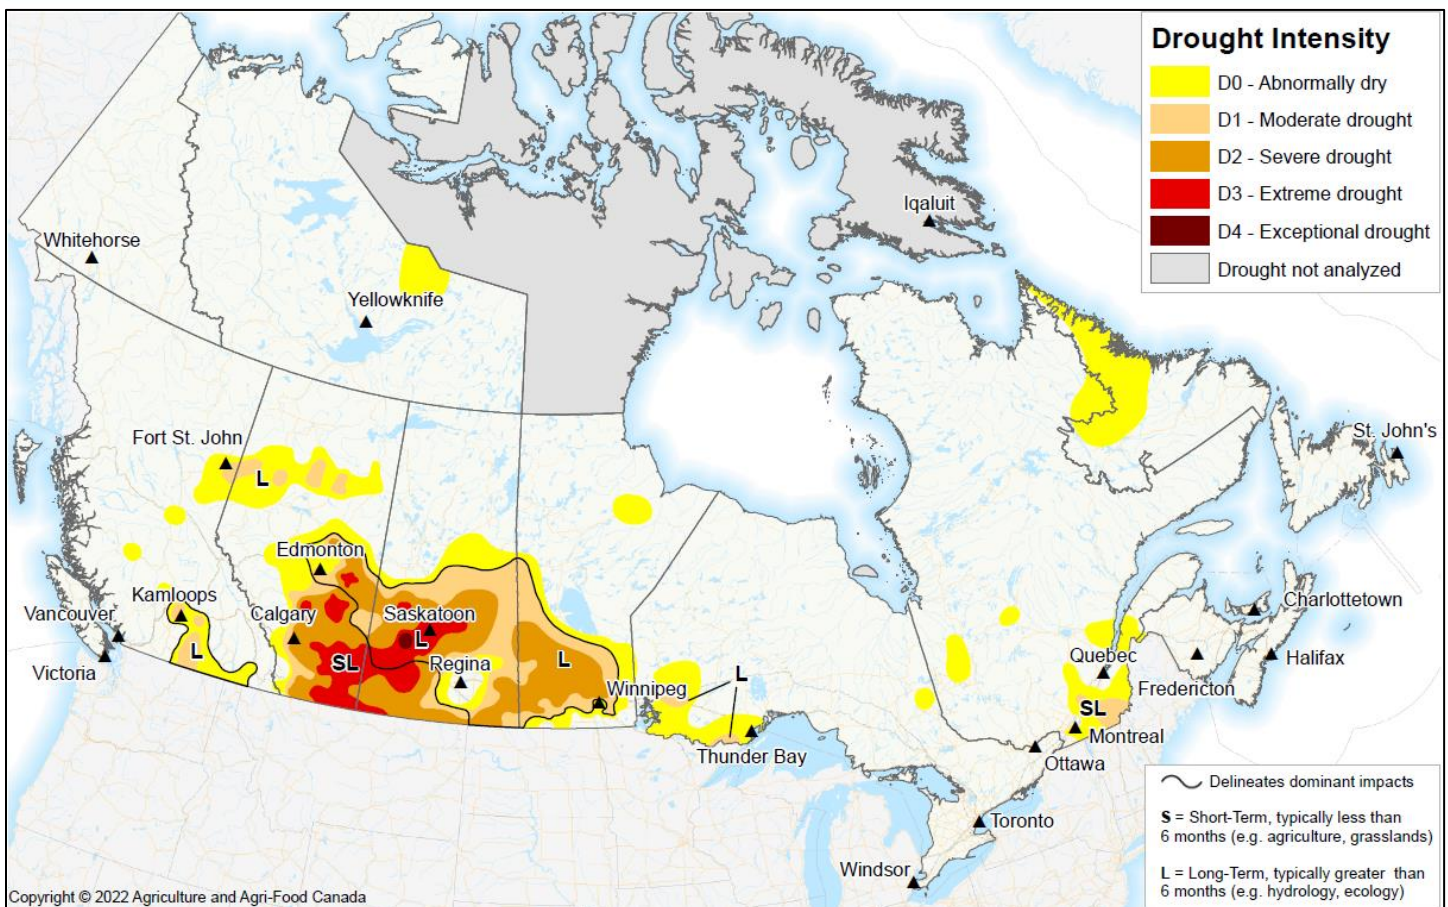 Drought Intensity
D0 - Abnormally dry
D1 - Moderate drought
D2 - Severe drought
D3 - Extreme drought
D4 - Exceptional drought
Drought not analyzed
Iqaluit
Whitehorse
Yellowknife
Fort St. John
L
St. John's
Edmonton
Kamloops
Vancouver
Calgary
Saskatoon
L
Charlottetown
Victoria
L
SL
Regina
L
Quebec
Halifax
L
Winnipeg
Fredericton
SL
Montreal
Thunder Bay
Ottawa
Toronto
Windsor
Delineates dominant impacts
S = Short-Term, typically less than
6 months (e.g. agriculture, grasslands)
L = Long-Term, typically greater than
6 months (e.g. hydrology, ecology)
Copyright © 2022 Agriculture and Agri-Food Canada